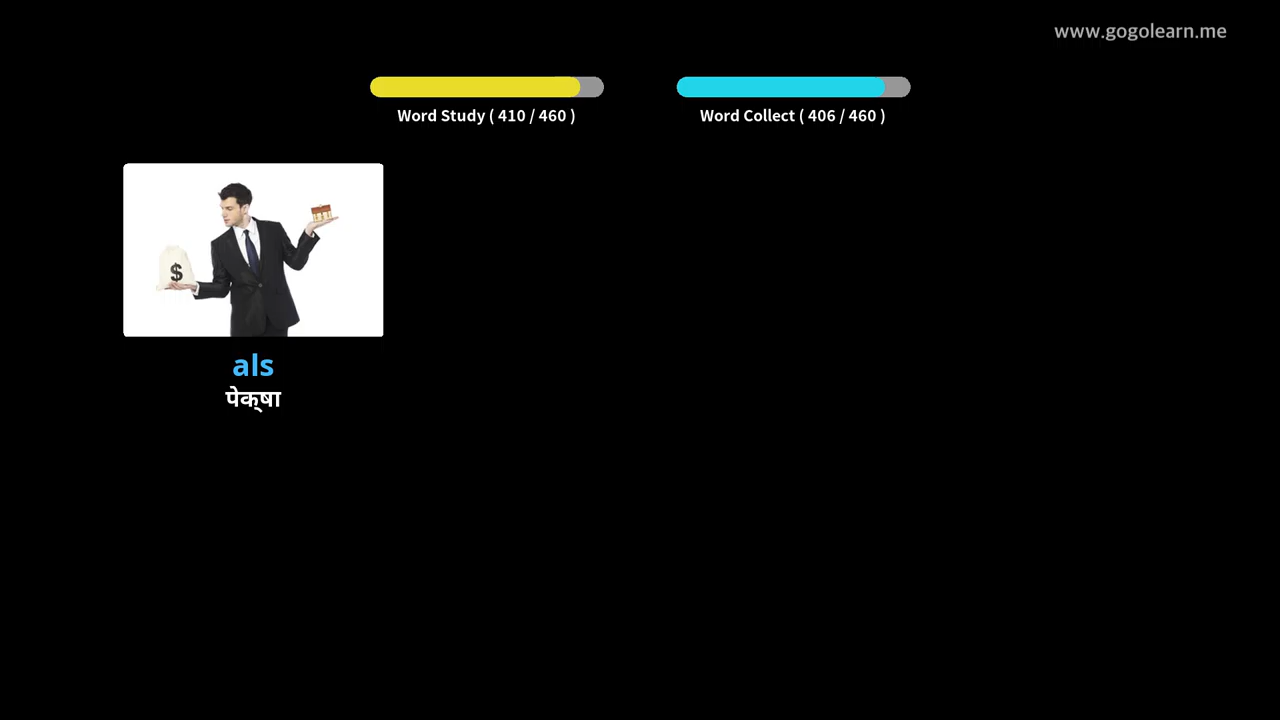 www.gogolearn.me
Word Study ( 410 / 460 )
Word Collect ( 406 / 460 )
$
als
पेक्‌षा